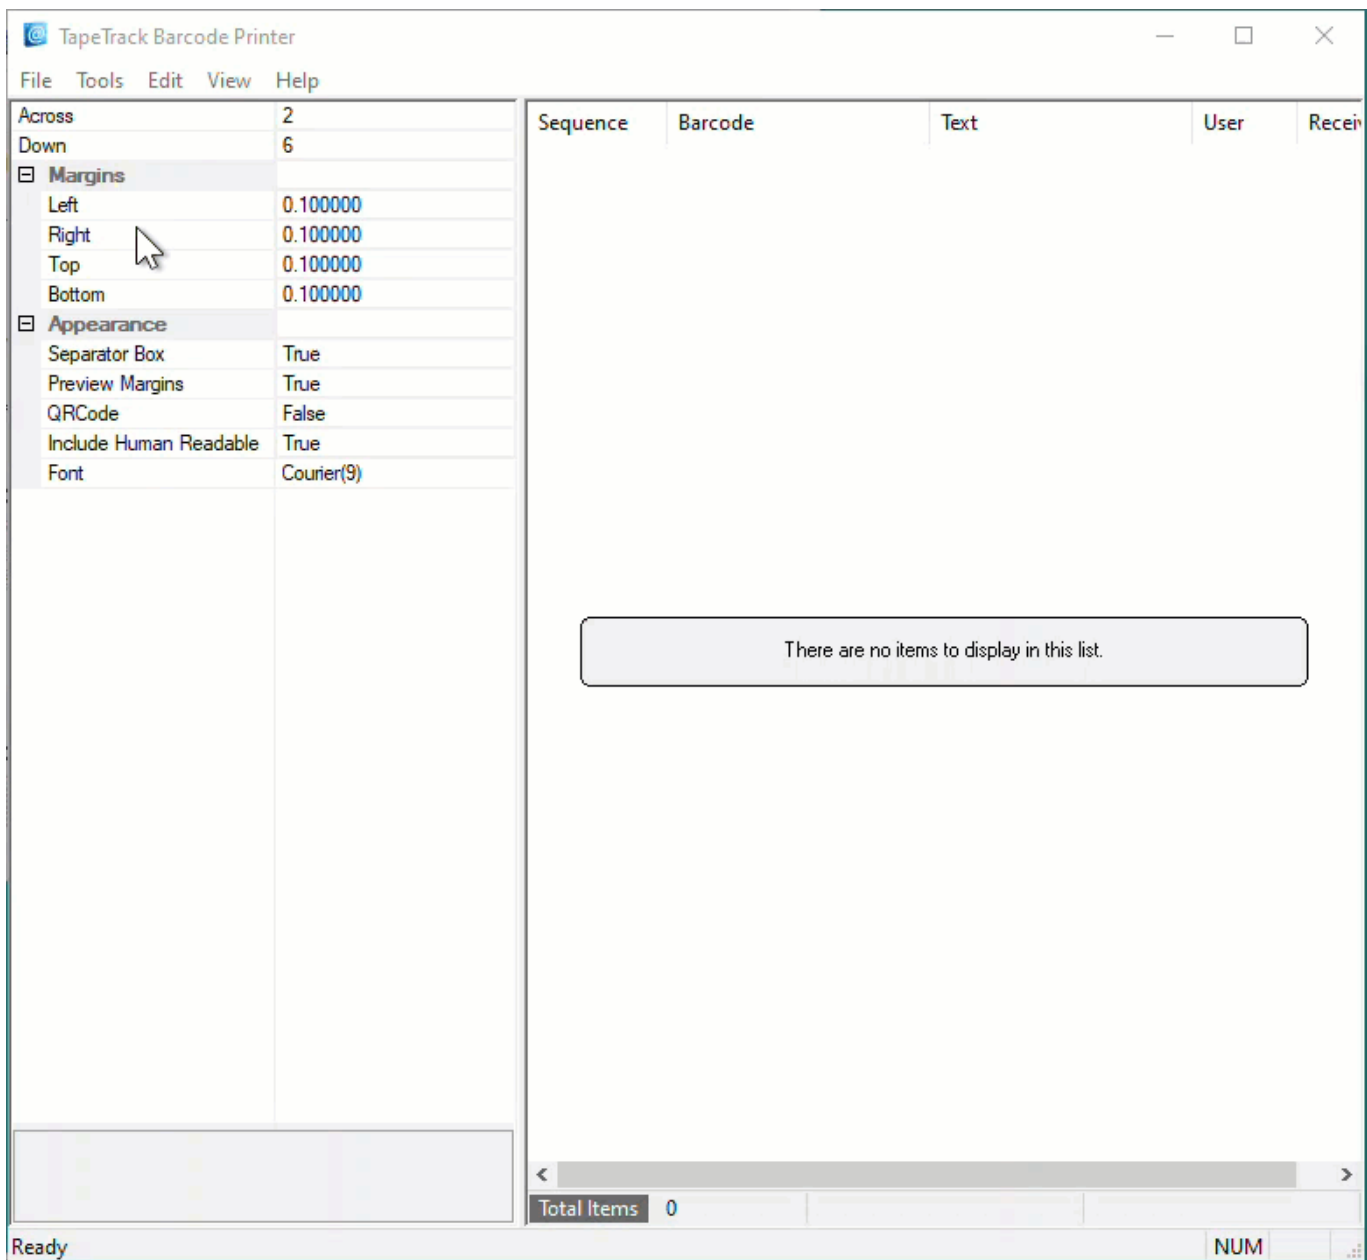 TapeTrack Barcode Printer
File Tools Edit View Help
Across 2
Down 6
Margins
Left 0.100000
Right 0.100000
Top 0.100000
Bottom 0.100000
Appearance
Separator Box True
Preview Margins True
QRCode False
Include Human Readable True
Font Courier(9)
Sequence Barcode Text User Receiv
There are no items to display in this list.
Total Items 0
Ready NUM